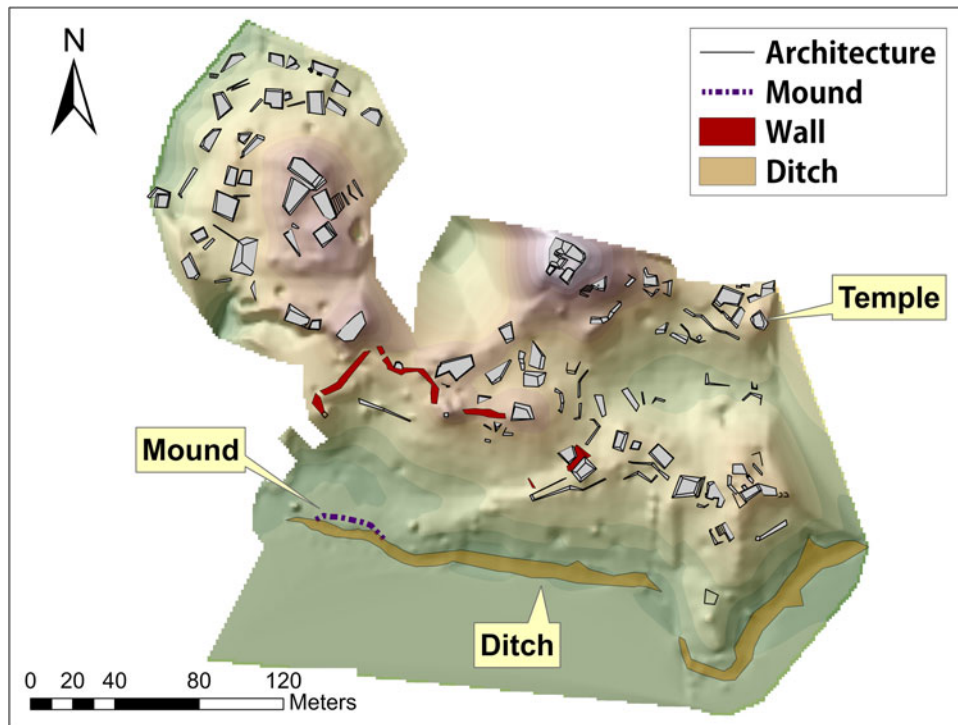 N
Architecture
Mound
Wall
Ditch
Temple
Mound
Ditch
0 20 40 80 120
Meters